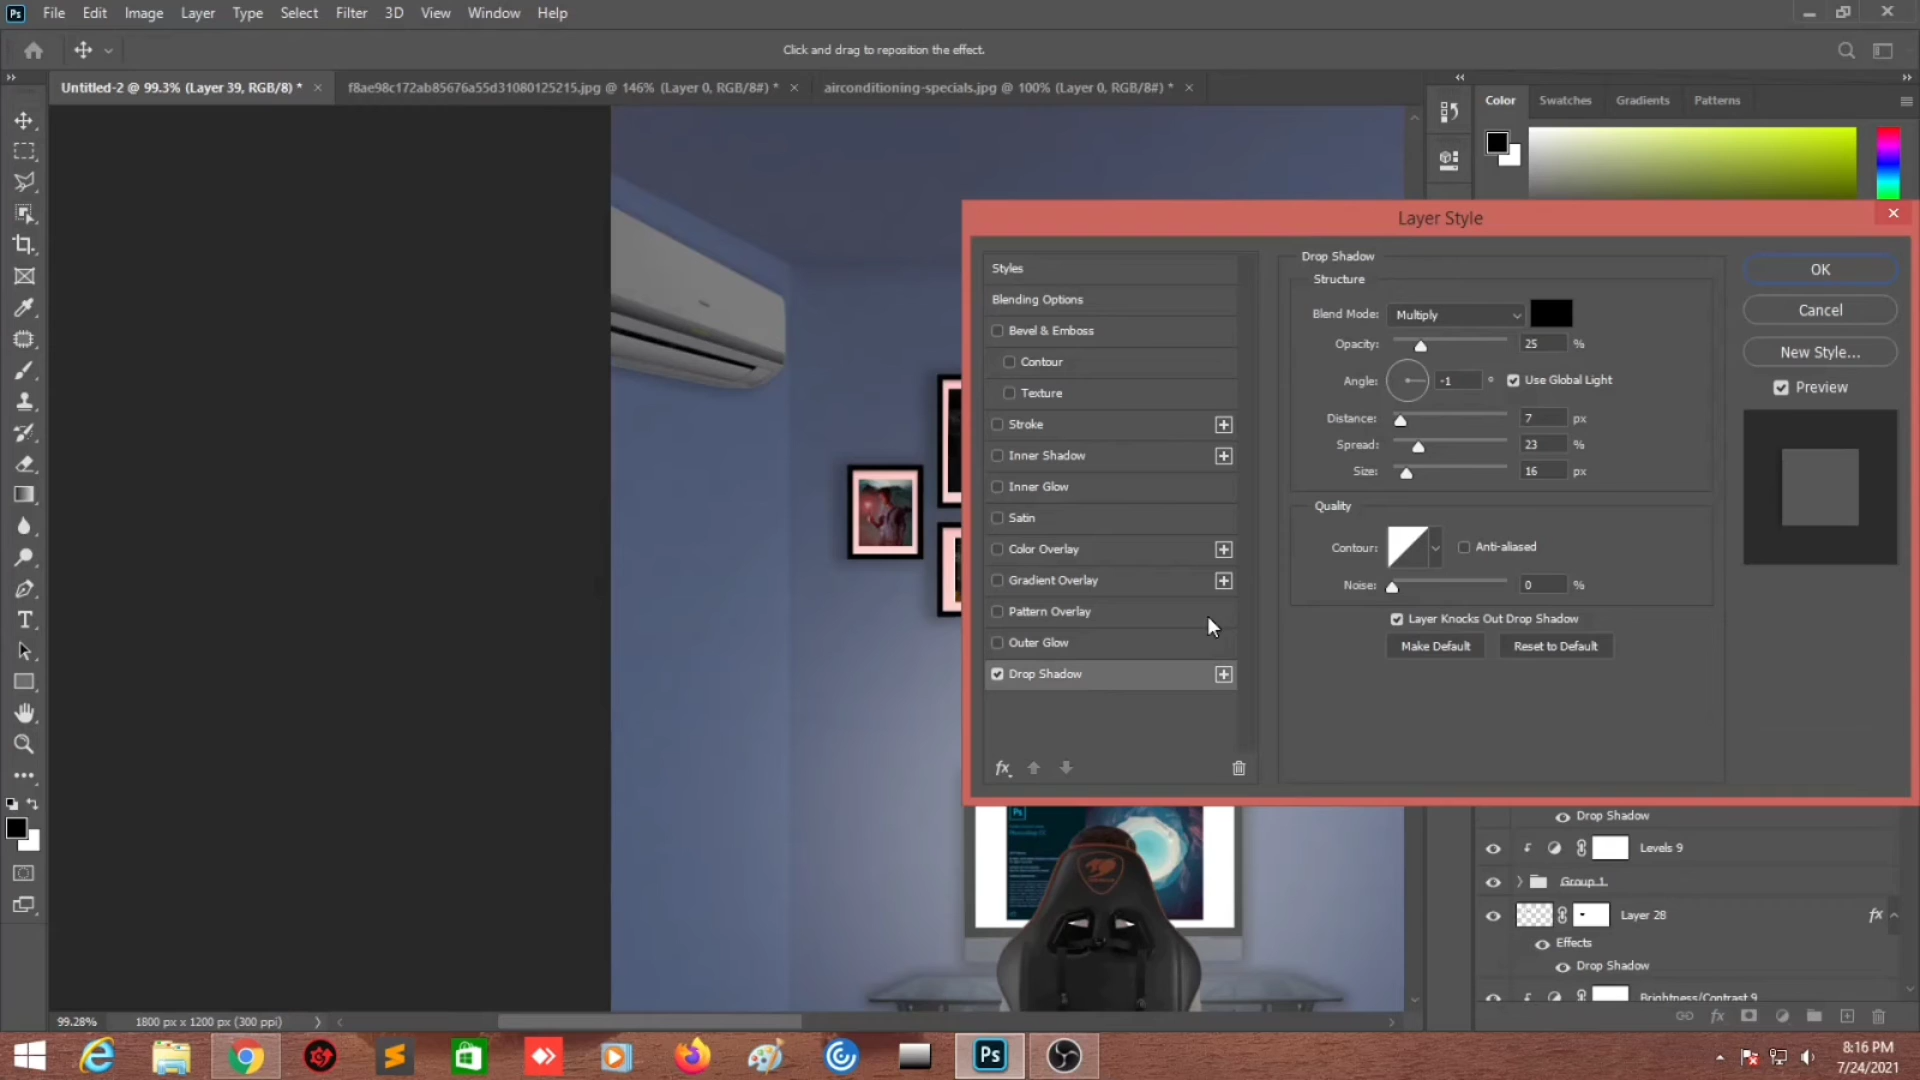 Ps File Edit Image Layer Type Select Filter 3D View Window Help
Click and drag to reposition the effect.
Untitled-2 @ 99.3% (Layer 39, RGB/8) * × f8ae98c172ab85676a55d31080125215.jpg @ 146% (Layer 0, RGB/8#) * × airconditioning-specials.jpg @ 100% (Layer 0, RGB/8#) * ×
Color Swatches Gradients Patterns
Layer Style
Styles
Blending Options
Bevel & Emboss
Contour
Texture
Stroke
Inner Shadow
Inner Glow
Satin
Color Overlay
Gradient Overlay
Pattern Overlay
Outer Glow
Drop Shadow
fx
Drop Shadow
Structure
Blend Mode: Multiply
Opacity: 25 %
Angle: -1 ° Use Global Light
Distance: 7 px
Spread: 23 %
Size: 16 px
Quality
Contour: Anti-aliased
Noise: 0 %
Layer Knocks Out Drop Shadow
Make Default Reset to Default
OK
Cancel
New Style...
Preview
Ps
Drop Shadow
Levels 9
Group 1
Layer 28 fx
Effects
Drop Shadow
Brightness/Contrast 9
fx
99.28% 1800 px x 1200 px (300 ppi)
Ps
8:16 PM
7/24/2021